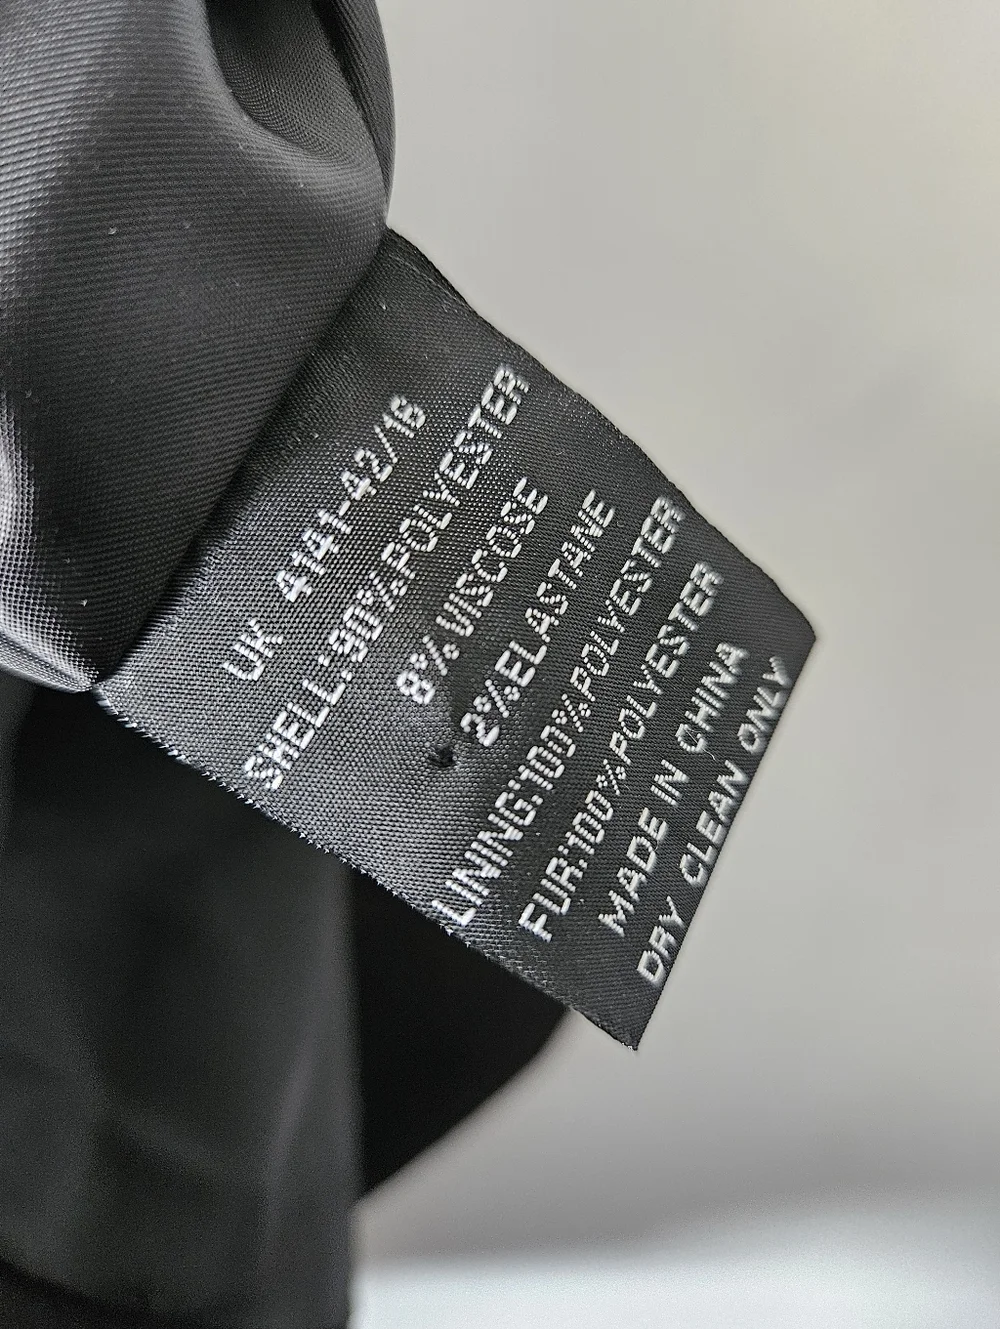 UK 4141-42/16
SHELL:90%POLYESTER
8%VISCOSE
2%ELASTANE
LINING:100%POLYESTER
FUR:100%POLYESTER
MADE IN CHINA
DRY CLEAN ONLY